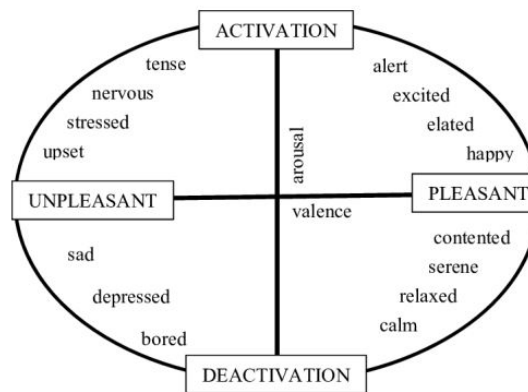 ACTIVATION
tense
alert
nervous
excited
stressed
elated
upset
happy
arousal
UNPLEASANT
PLEASANT
valence
contented
sad
serene
depressed
relaxed
bored
calm
DEACTIVATION